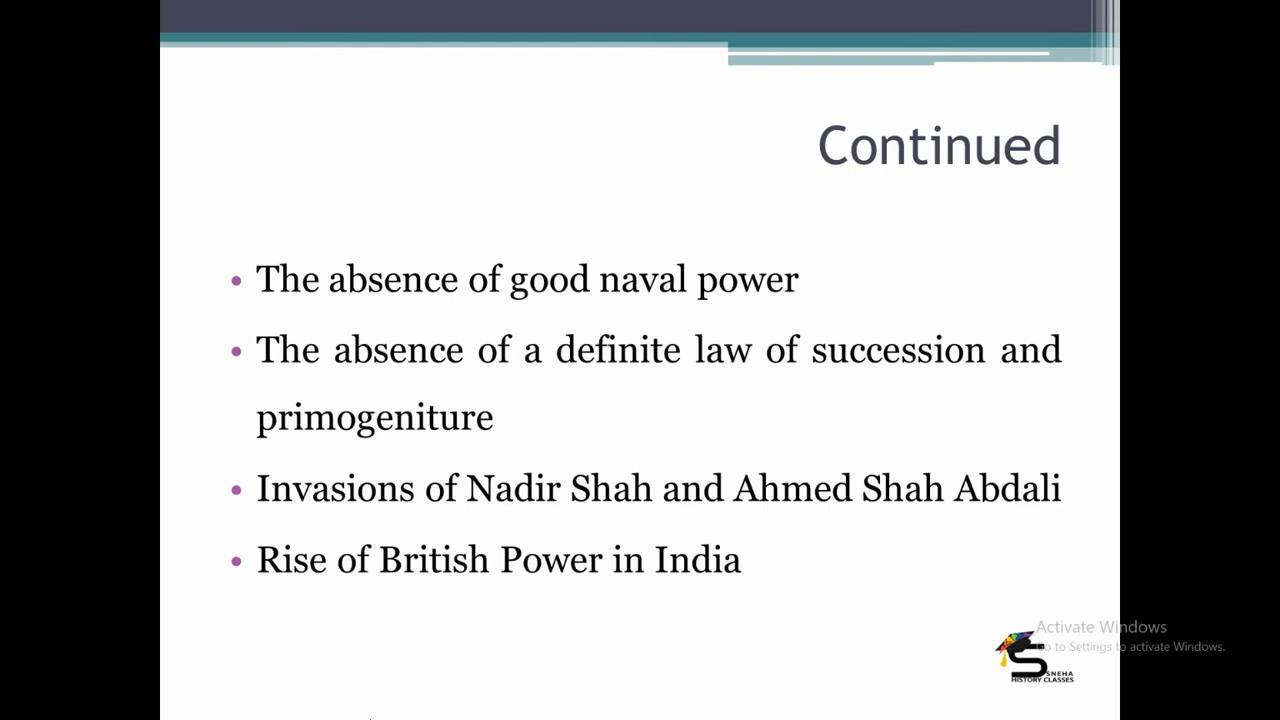 Continued
• The absence of good naval power
• The absence of a definite law of succession and
primogeniture
• Invasions of Nadir Shah and Ahmed Shah Abdali
• Rise of British Power in India
Activate Windows
Go to Settings to activate Windows.
S
SNEHA
HISTORY CLASSES